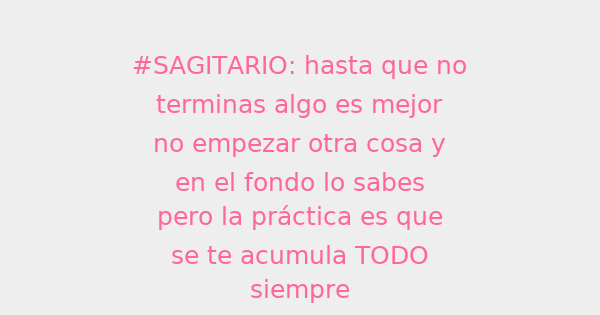 #SAGITARIO: hasta que no
terminas algo es mejor
no empezar otra cosa y
en el fondo lo sabes
pero la práctica es que
se te acumula TODO
siempre